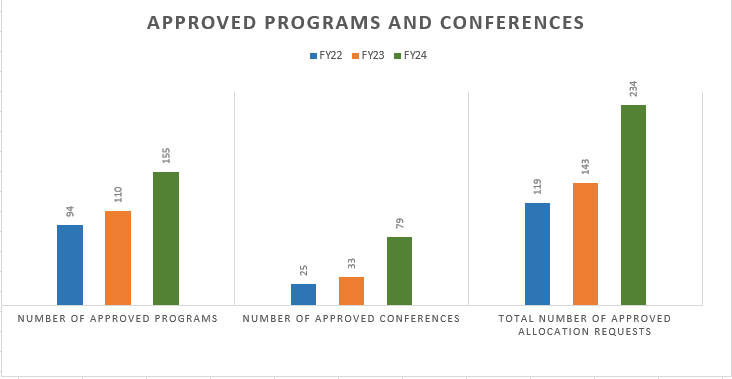 APPROVED PROGRAMS AND CONFERENCES
FY22 FY23 FY24
94
110
155
25
33
79
119
143
234
NUMBER OF APPROVED PROGRAMS
NUMBER OF APPROVED CONFERENCES
TOTAL NUMBER OF APPROVED
ALLOCATION REQUESTS